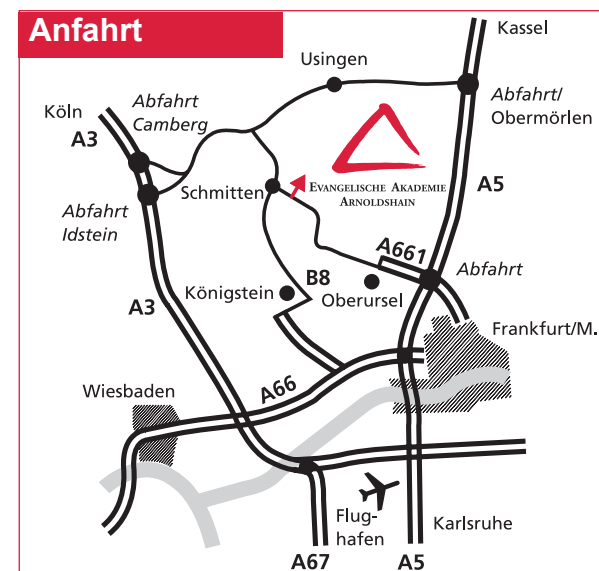 Anfahrt
Kassel
Usingen
Abfahrt
Camberg
Köln
A3
Abfahrt/
Obermörlen
Schmitten
EVANGELISCHE AKADEMIE
ARNOLDSHAIN
A5
Abfahrt
Idstein
A661
Abfahrt
B8
Königstein
Oberursel
A3
Frankfurt/M.
Wiesbaden
A66
Flug-
hafen
Karlsruhe
A67
A5